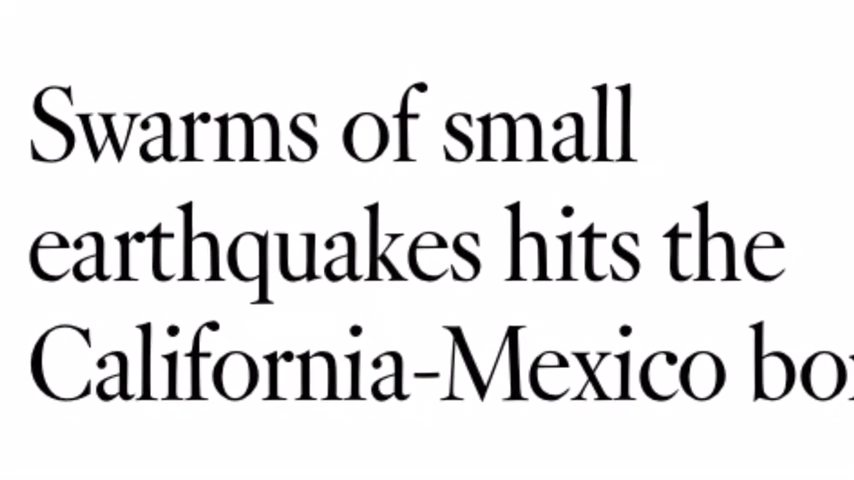 Swarms of small
earthquakes hits the
California-Mexico